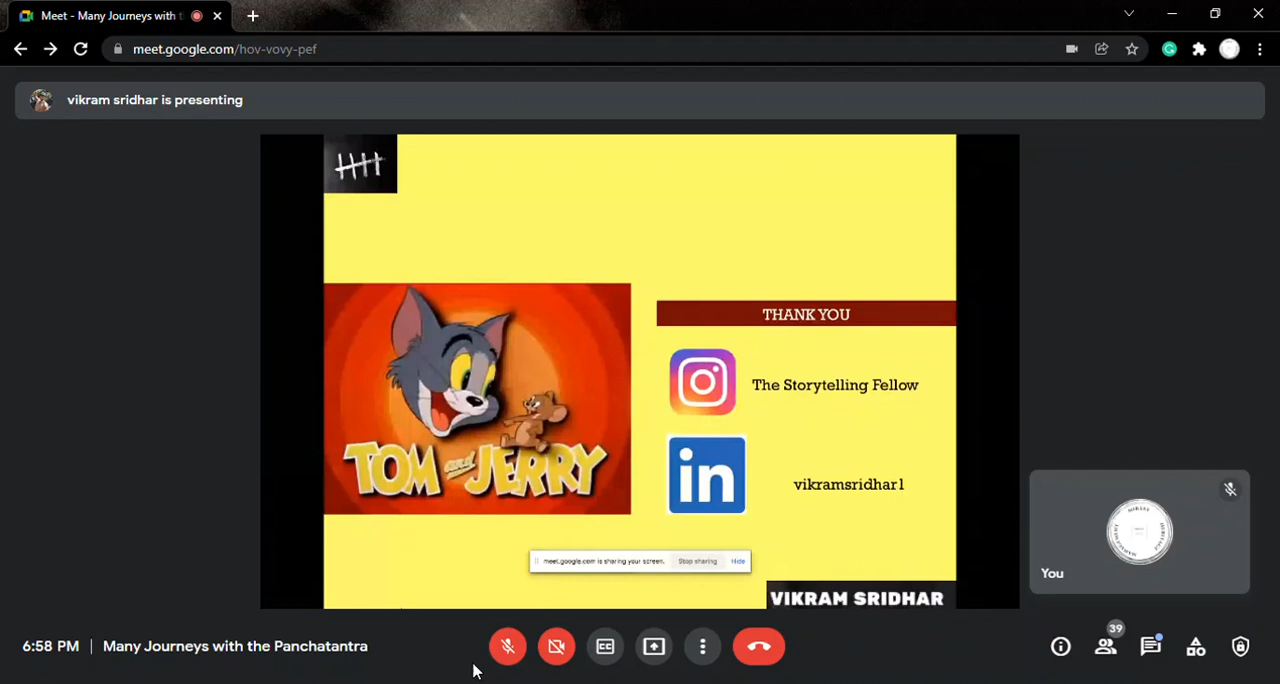 Meet - Many Journeys with t
meet.google.com/hov-vovy-pef
vikram sridhar is presenting
THANK YOU
The Storytelling Fellow
TOM and JERRY
in
vikramsridhar1
meet.google.com is sharing your screen. Stop sharing Hide
VIKRAM SRIDHAR
You
6:58 PM | Many Journeys with the Panchatantra
CC
39